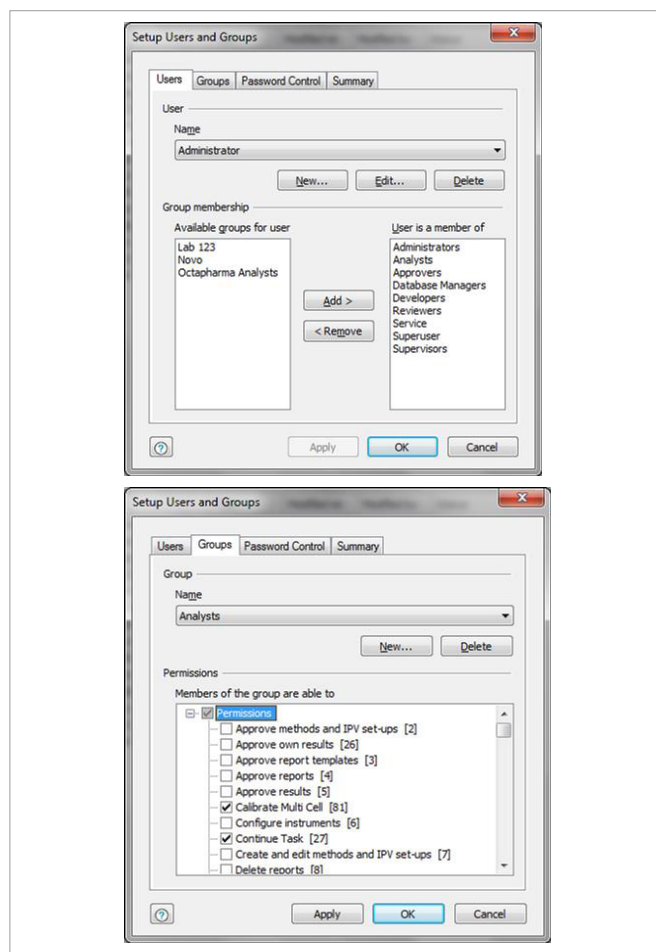 Setup Users and Groups
Users Groups Password Control Summary
User
Name
Administrator
New... Edit... Delete
Group membership
Available groups for user User is a member of
Lab 123 Administrators
Novo Analysts
Octapharma Analysts Approvers
Database Managers
Add > Developers
Reviewers
< Remove Service
Superuser
Supervisors
? Apply OK Cancel
Setup Users and Groups
Users Groups Password Control Summary
Group
Name
Analysts
New... Delete
Permissions
Members of the group are able to
Permissions
Approve methods and IPV set-ups [2]
Approve own results [26]
Approve report templates [3]
Approve reports [4]
Approve results [5]
Calibrate Multi Cell [81]
Configure instruments [6]
Continue Task [27]
Create and edit methods and IPV set-ups [7]
Delete reports [8]
? Apply OK Cancel